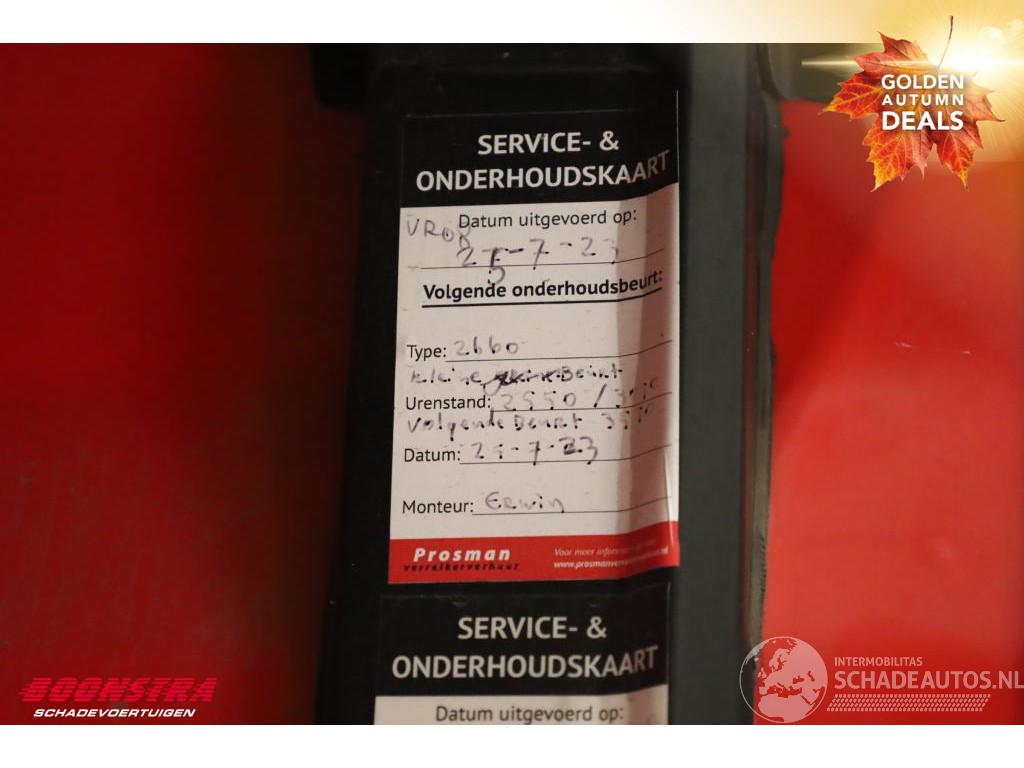 GOLDEN
AUTUMN
DEALS
SERVICE- &
ONDERHOUDSKAART
Datum uitgevoerd op:
25-7-23
Volgende onderhoudsbeurt:
Type: 2660
kleine Beurt
Urenstand: 2550 /
Volgende Beurt
Datum: 25-7-23
Monteur: Erwin
Prosman
verreikerverhuur
Voor meer
SERVICE- &
ONDERHOUDSKAART
Datum uitgevoerd op:
BOONSTRA
SCHADEVOERTUIGEN
INTERMOBILITAS
SCHADEAUTOS.NL